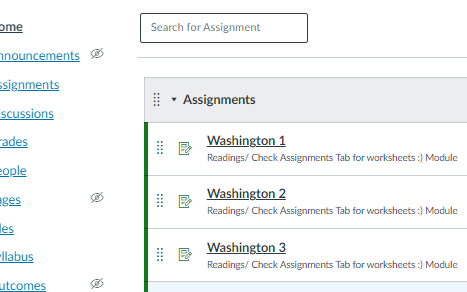 ome
Search for Assignment
nnouncements
ssignments
Assignments
iscussions
rades
eople
ages
les
yllabus
utcomes
Washington 1
Readings/ Check Assignments Tab for worksheets :) Module
Washington 2
Readings/ Check Assignments Tab for worksheets :) Module
Washington 3
Readings/ Check Assignments Tab for worksheets :) Module